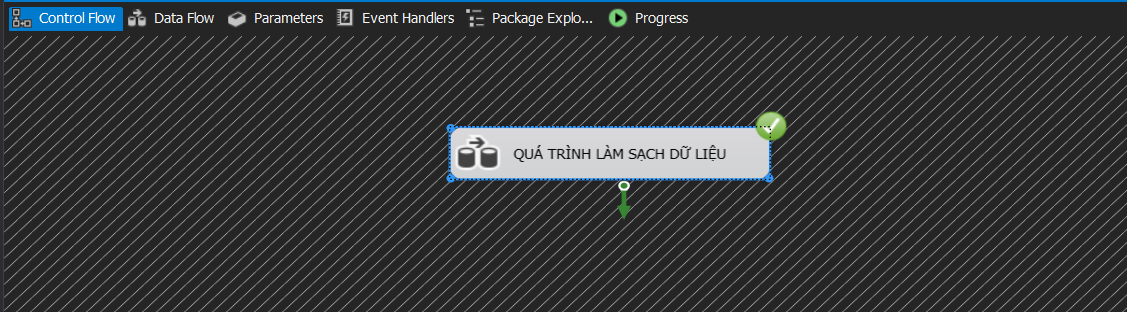 Control Flow Data Flow Parameters Event Handlers Package Explo... Progress
QUÁ TRÌNH LÀM SẠCH DỮ LIỆU